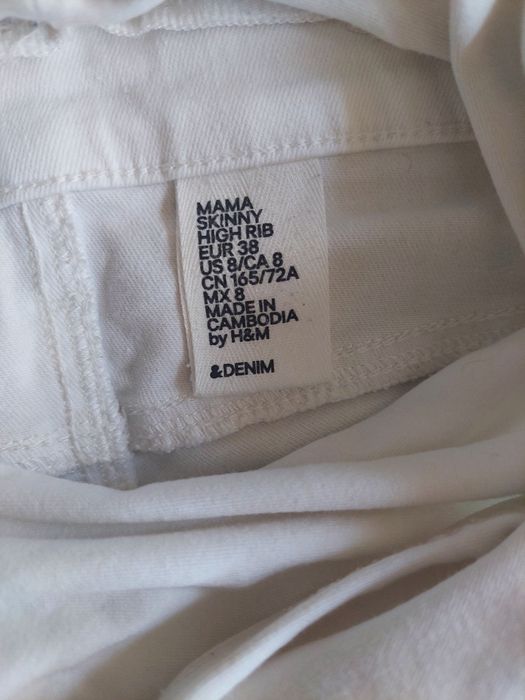 MAMA
SKINNY
HIGH RIB
EUR 38
US 8/CA 8
CN 165/72A
MX 8
MADE IN
CAMBODIA
by H&M
&DENIM